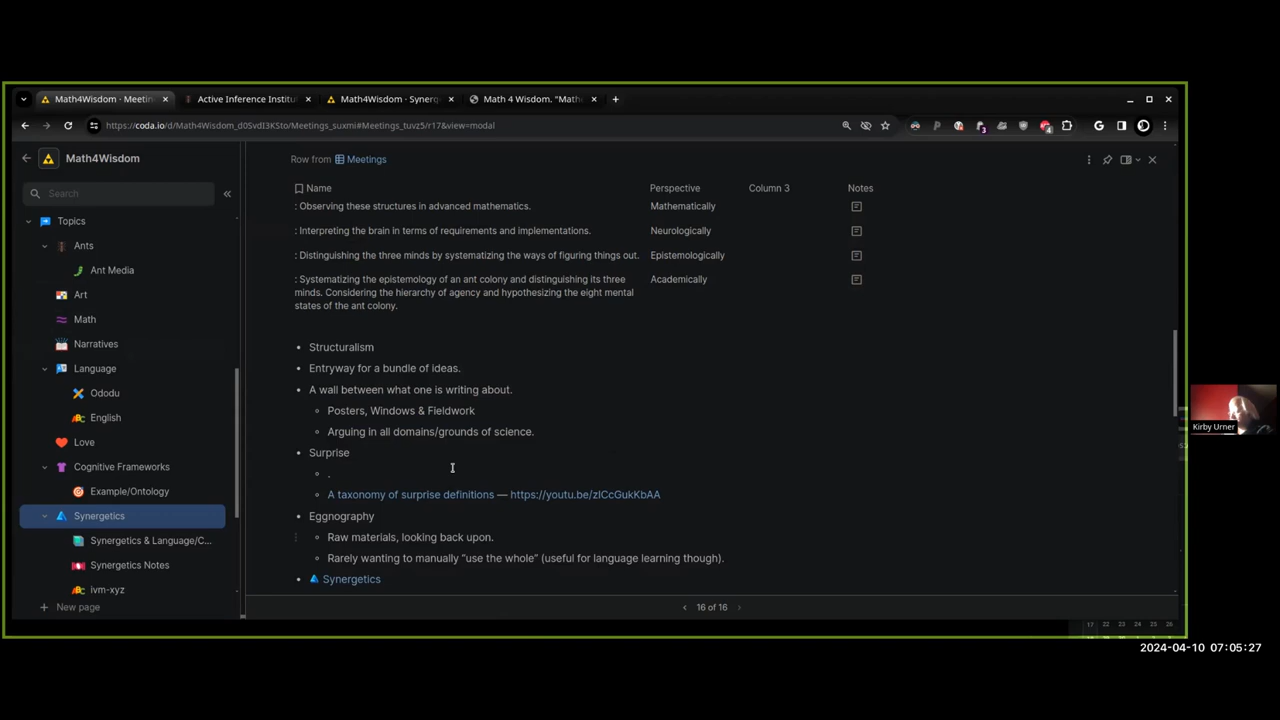 Math4Wisdom · Meetin
Active Inference Institu
Math4Wisdom · Synerg
Math 4 Wisdom. "Math
https://coda.io/d/Math4Wisdom_d0SvdI3KSto/Meetings_suxmi#Meetings_tuvz5/r17&view=modal
Math4Wisdom
Search
Topics
Ants
Ant Media
Art
Math
Narratives
Language
Ododu
English
Love
Cognitive Frameworks
Example/Ontology
Synergetics
Synergetics & Language/C...
Synergetics Notes
ivm-xyz
New page
Row from Meetings
Name Perspective Column 3 Notes
: Observing these structures in advanced mathematics. Mathematically
: Interpreting the brain in terms of requirements and implementations. Neurologically
: Distinguishing the three minds by systematizing the ways of figuring things out. Epistemologically
: Systematizing the epistemology of an ant colony and distinguishing its three Academically
minds. Considering the hierarchy of agency and hypothesizing the eight mental
states of the ant colony.
• Structuralism
• Entryway for a bundle of ideas.
• A wall between what one is writing about.
Posters, Windows & Fieldwork
Arguing in all domains/grounds of science.
• Surprise
.
A taxonomy of surprise definitions — https://youtu.be/zlCcGukKbAA
• Eggnography
Raw materials, looking back upon.
Rarely wanting to manually "use the whole" (useful for language learning though).
• Synergetics
16 of 16
Kirby Urner
17 22 23 24 25 26
2024-04-10 07:05:27